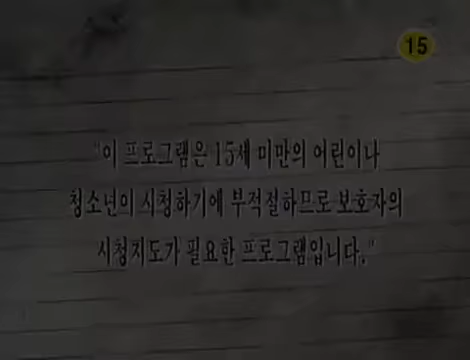 15
"이 프로그램은 15세 미만의 어린이나
청소년이 시청하기에 부적절하므로 보호자의
시청지도가 필요한 프로그램입니다."